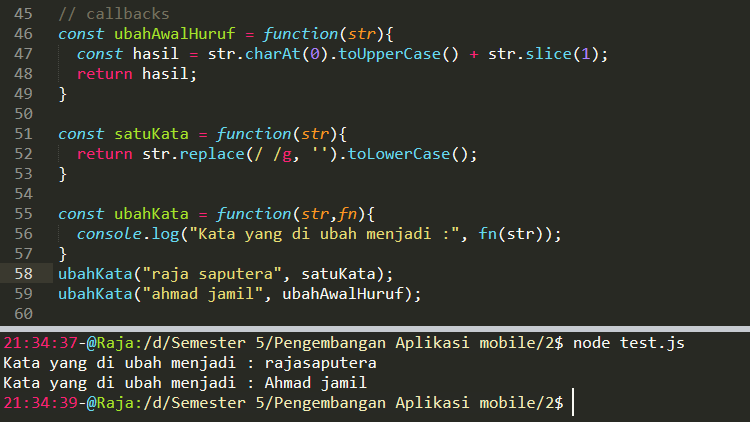 45 // callbacks
46 const ubahAwalHuruf = function(str){
47 const hasil = str.charAt(0).toUpperCase() + str.slice(1);
48 return hasil;
49 }
50
51 const satuKata = function(str){
52 return str.replace(/ /g, '').toLowerCase();
53 }
54
55 const ubahKata = function(str,fn){
56 console.log("Kata yang di ubah menjadi :", fn(str));
57 }
58 ubahKata("raja saputera", satuKata);
59 ubahKata("ahmad jamil", ubahAwalHuruf);
60
21:34:37-@Raja:/d/Semester 5/Pengembangan Aplikasi mobile/2$ node test.js
Kata yang di ubah menjadi : rajasaputera
Kata yang di ubah menjadi : Ahmad jamil
21:34:39-@Raja:/d/Semester 5/Pengembangan Aplikasi mobile/2$